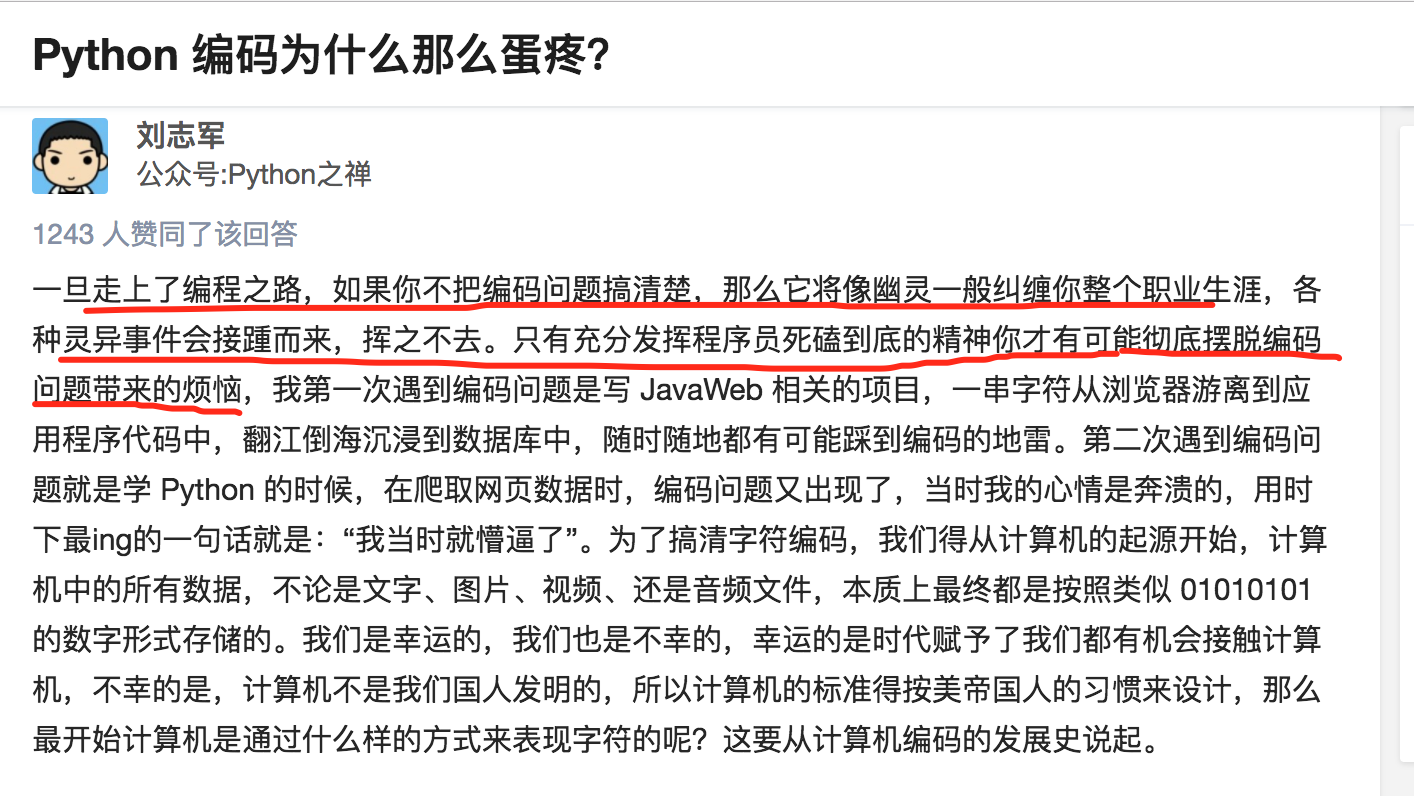 Python 编码为什么那么蛋疼?
刘志军
公众号:Python之禅
1243 人赞同了该回答
一旦走上了编程之路，如果你不把编码问题搞清楚，那么它将像幽灵一般纠缠你整个职业生涯，各
种灵异事件会接踵而来，挥之不去。只有充分发挥程序员死磕到底的精神你才有可能彻底摆脱编码
问题带来的烦恼，我第一次遇到编码问题是写 JavaWeb 相关的项目，一串字符从浏览器游离到应
用程序代码中，翻江倒海沉浸到数据库中，随时随地都有可能踩到编码的地雷。第二次遇到编码问
题就是学 Python 的时候，在爬取网页数据时，编码问题又出现了，当时我的心情是奔溃的，用时
下最ing的一句话就是：“我当时就懵逼了”。为了搞清字符编码，我们得从计算机的起源开始，计算
机中的所有数据，不论是文字、图片、视频、还是音频文件，本质上最终都是按照类似 01010101
的数字形式存储的。我们是幸运的，我们也是不幸的，幸运的是时代赋予了我们都有机会接触计算
机，不幸的是，计算机不是我们国人发明的，所以计算机的标准得按美帝国人的习惯来设计，那么
最开始计算机是通过什么样的方式来表现字符的呢？这要从计算机编码的发展史说起。